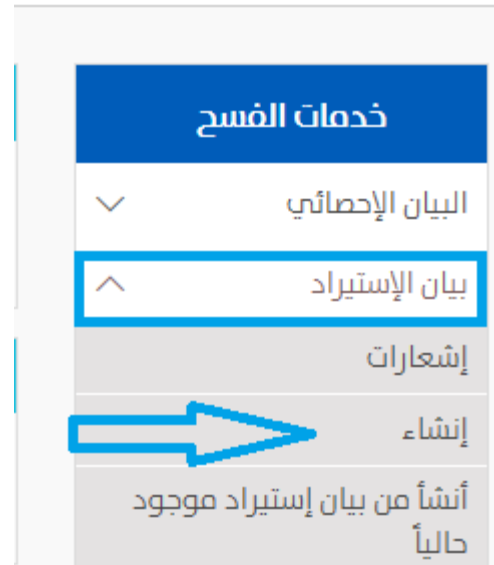 خدمات الفسح
البيان الإحصائي
بيان الإستيراد
إشعارات
إنشاء
أنشأ من بيان إستيراد موجود
حالياً